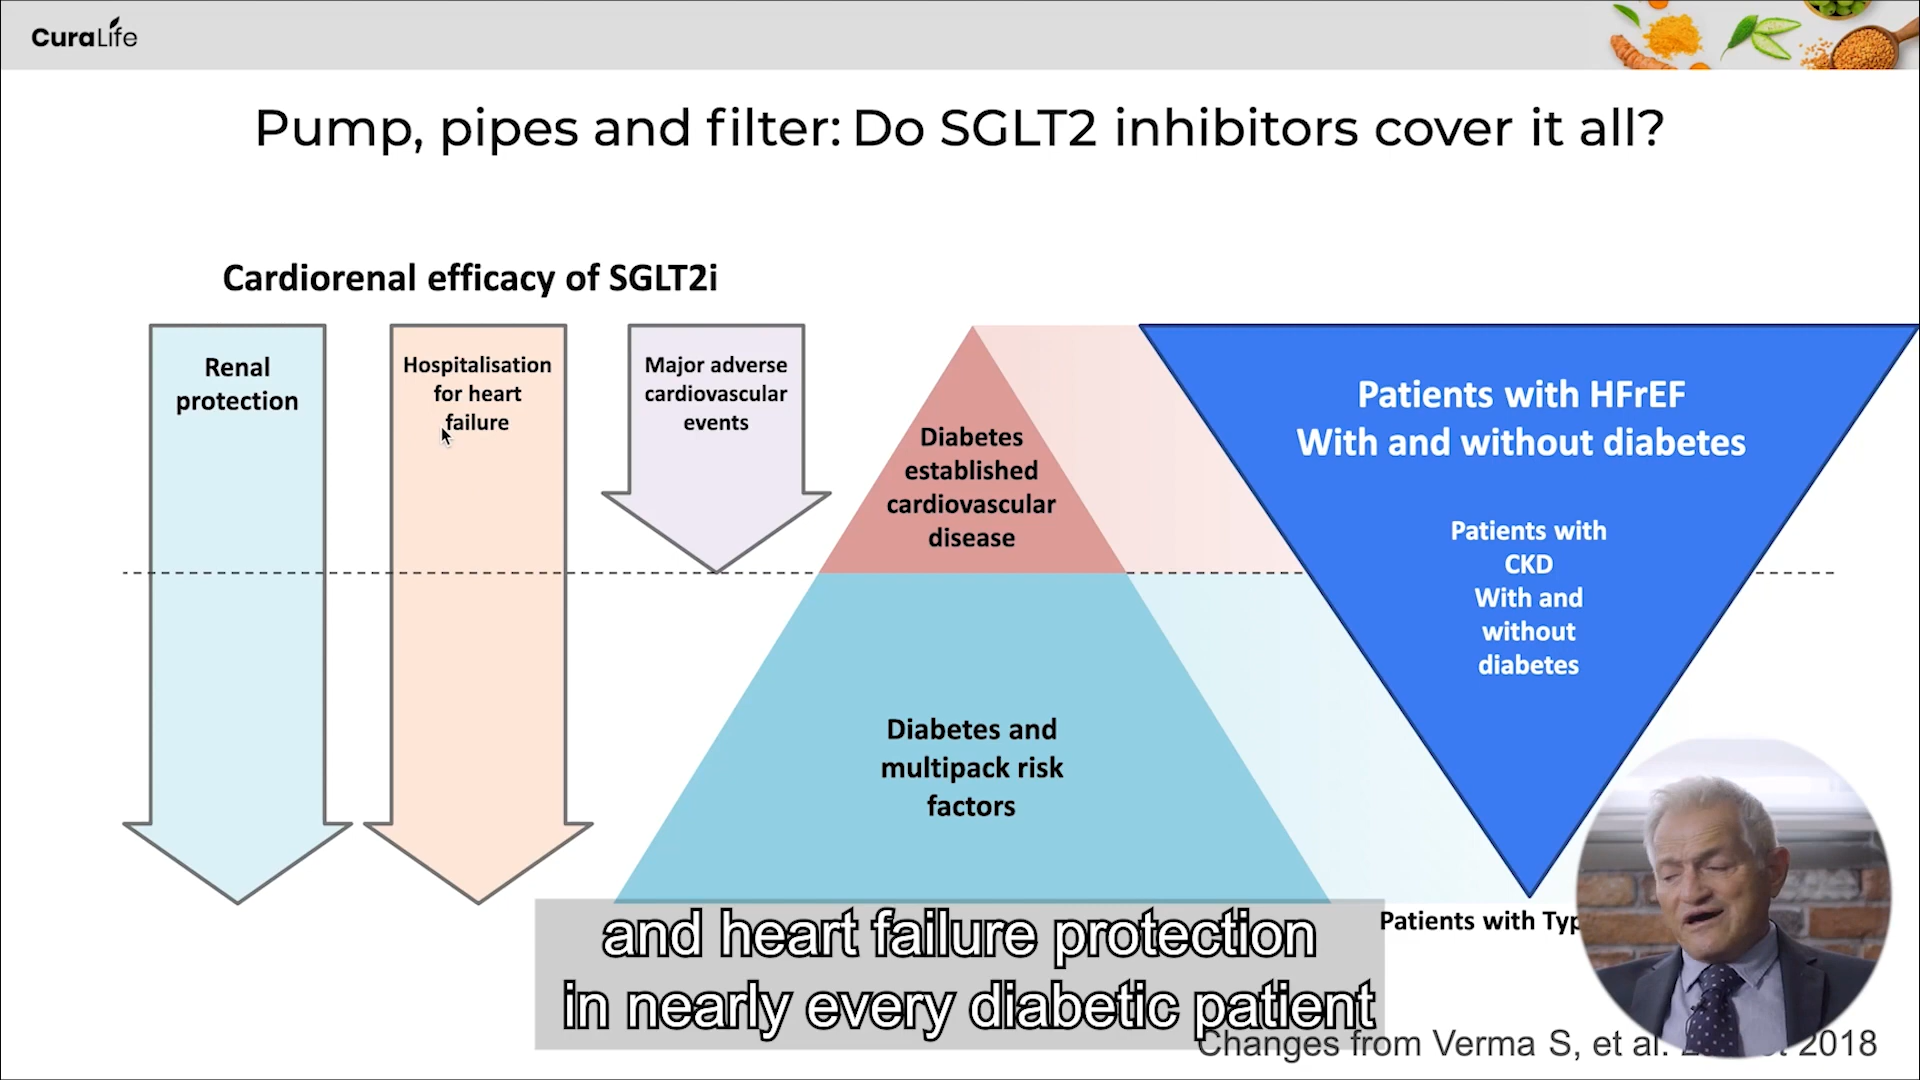 CuraLife
Pump, pipes and filter: Do SGLT2 inhibitors cover it all?
Cardiorenal efficacy of SGLT2i
Renal
protection
Hospitalisation
for heart
failure
Major adverse
cardiovascular
events
Diabetes
established
cardiovascular
disease
Diabetes and
multipack risk
factors
Patients with HFrEF
With and without diabetes
Patients with
CKD
With and
without
diabetes
Patients with
and heart failure protection
in nearly every diabetic patient
Changes from Verma S, et al. 2018